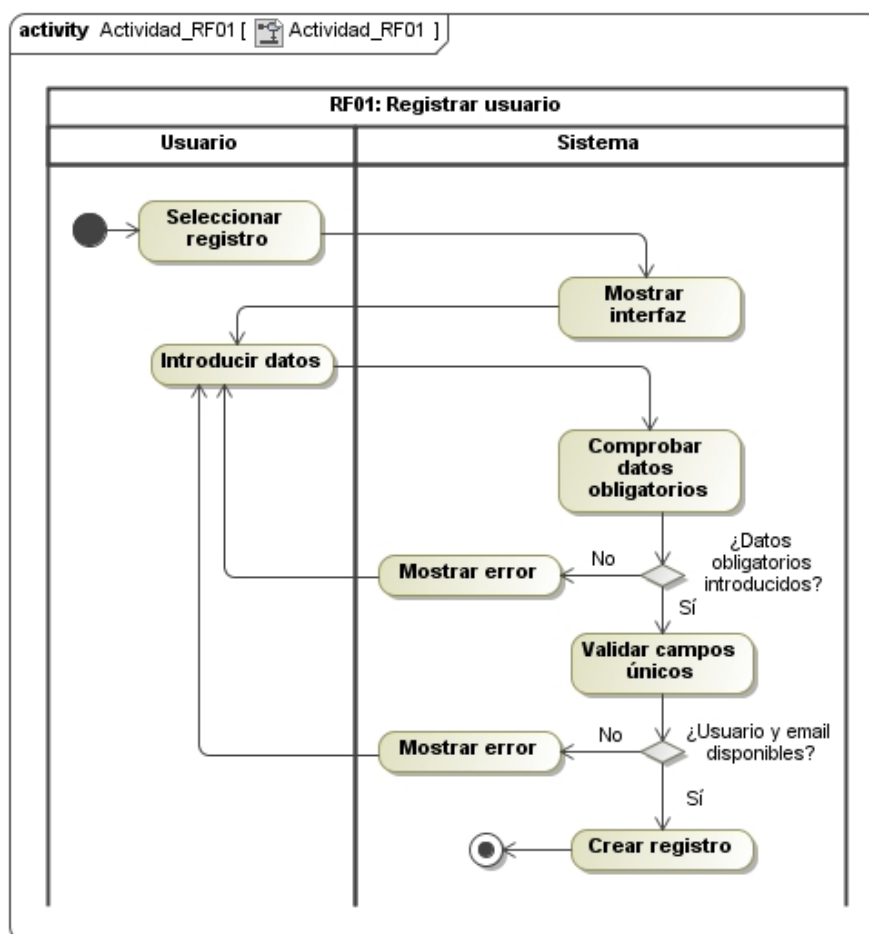 activity Actividad_RF01 [ Actividad_RF01 ]
RF01: Registrar usuario
Usuario
Sistema
Seleccionar
registro
Mostrar
interfaz
Introducir datos
Comprobar
datos
obligatorios
¿Datos
obligatorios
introducidos?
No
Mostrar error
Sí
Validar campos
únicos
¿Usuario y email
disponibles?
No
Mostrar error
Sí
Crear registro